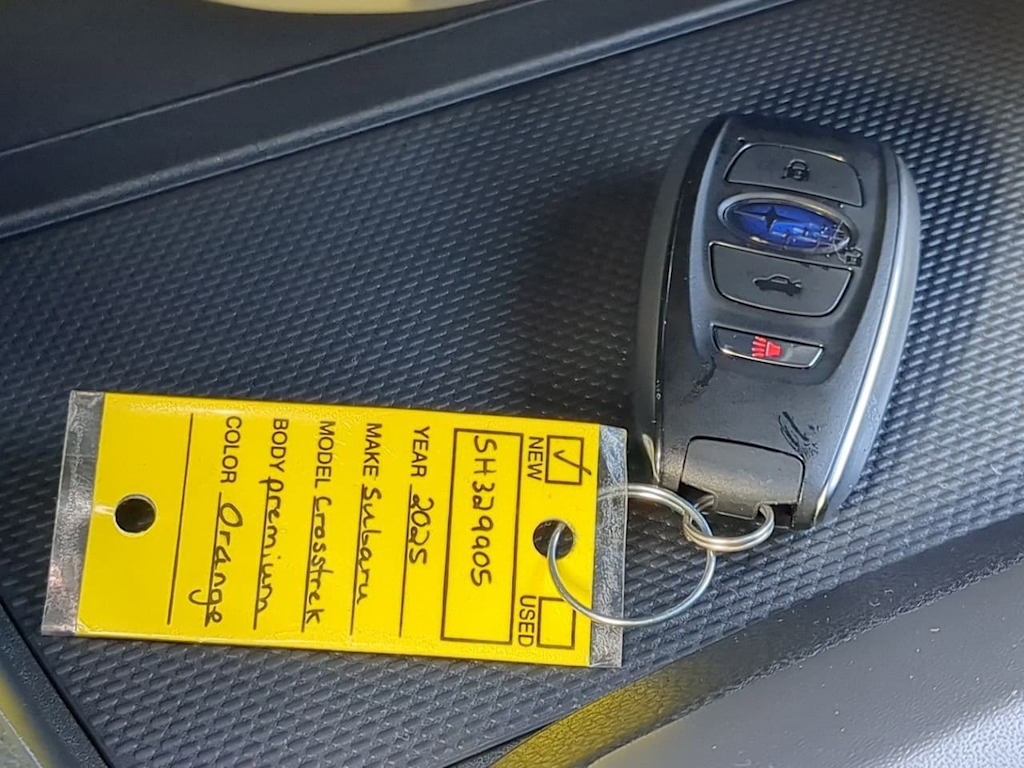 NEW USED
SH329905
YEAR 2025
MAKE Subaru
MODEL Crosstrek
BODY premium
COLOR Orange